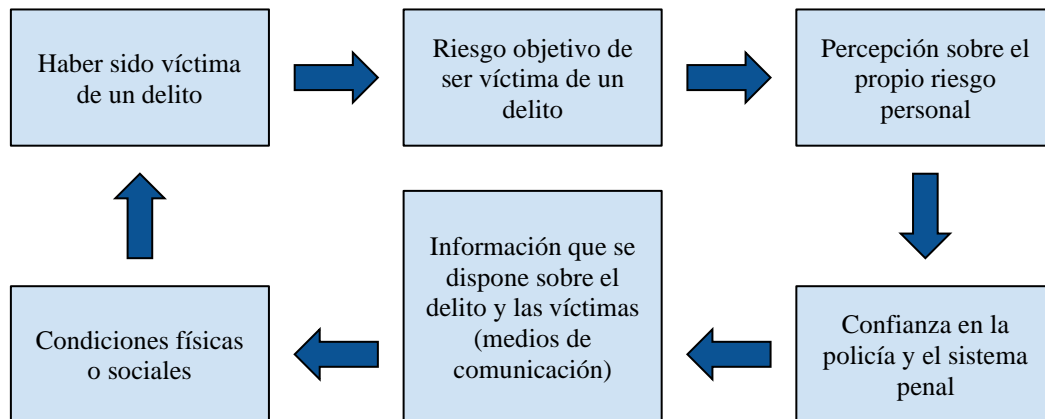 Haber sido víctima
de un delito
Riesgo objetivo de
ser víctima de un
delito
Percepción sobre el
propio riesgo
personal
Confianza en la
policía y el sistema
penal
Información que se
dispone sobre el
delito y las víctimas
(medios de
comunicación)
Condiciones físicas
o sociales